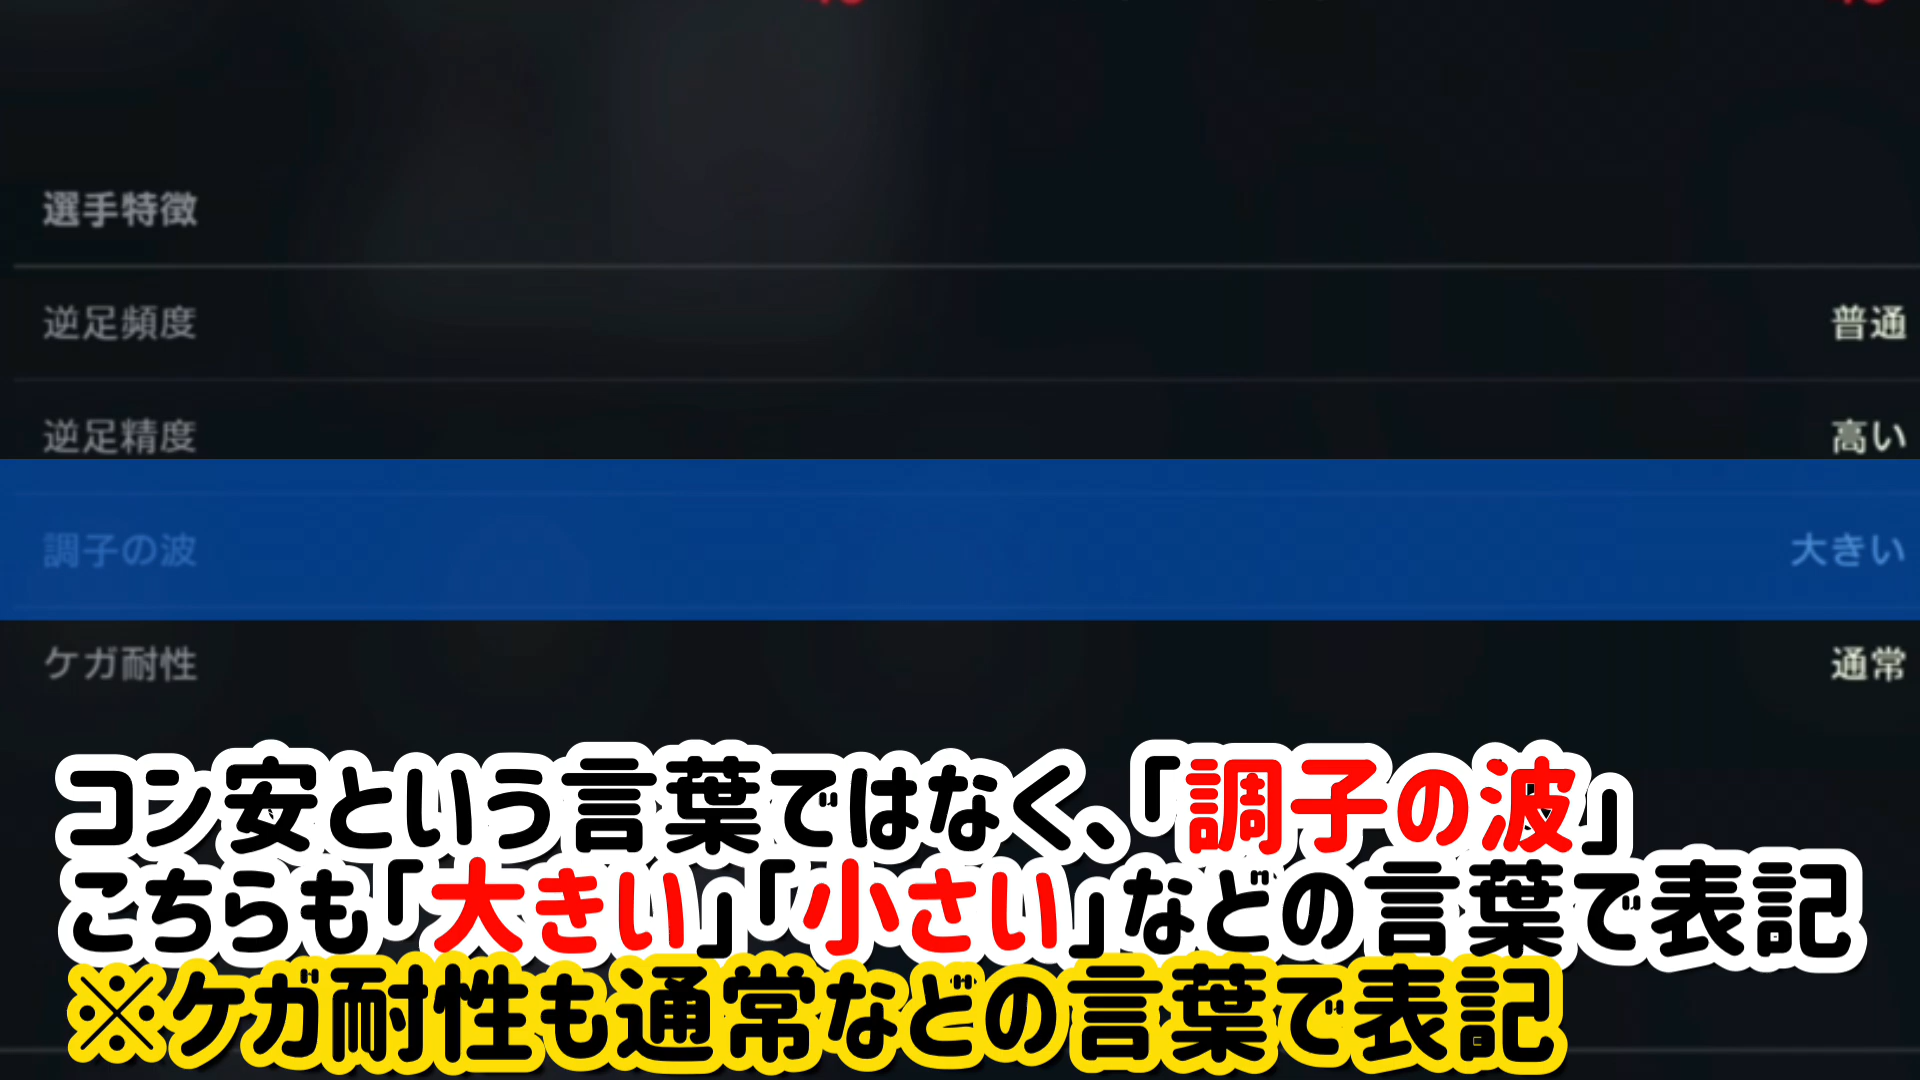 選手特徴
逆足頻度 普通
逆足精度 高い
調子の波 大きい
ケガ耐性 通常
コン安という言葉ではなく、「調子の波」
こちらも「大きい」「小さい」などの言葉で表記
※ケガ耐性も通常などの言葉で表記